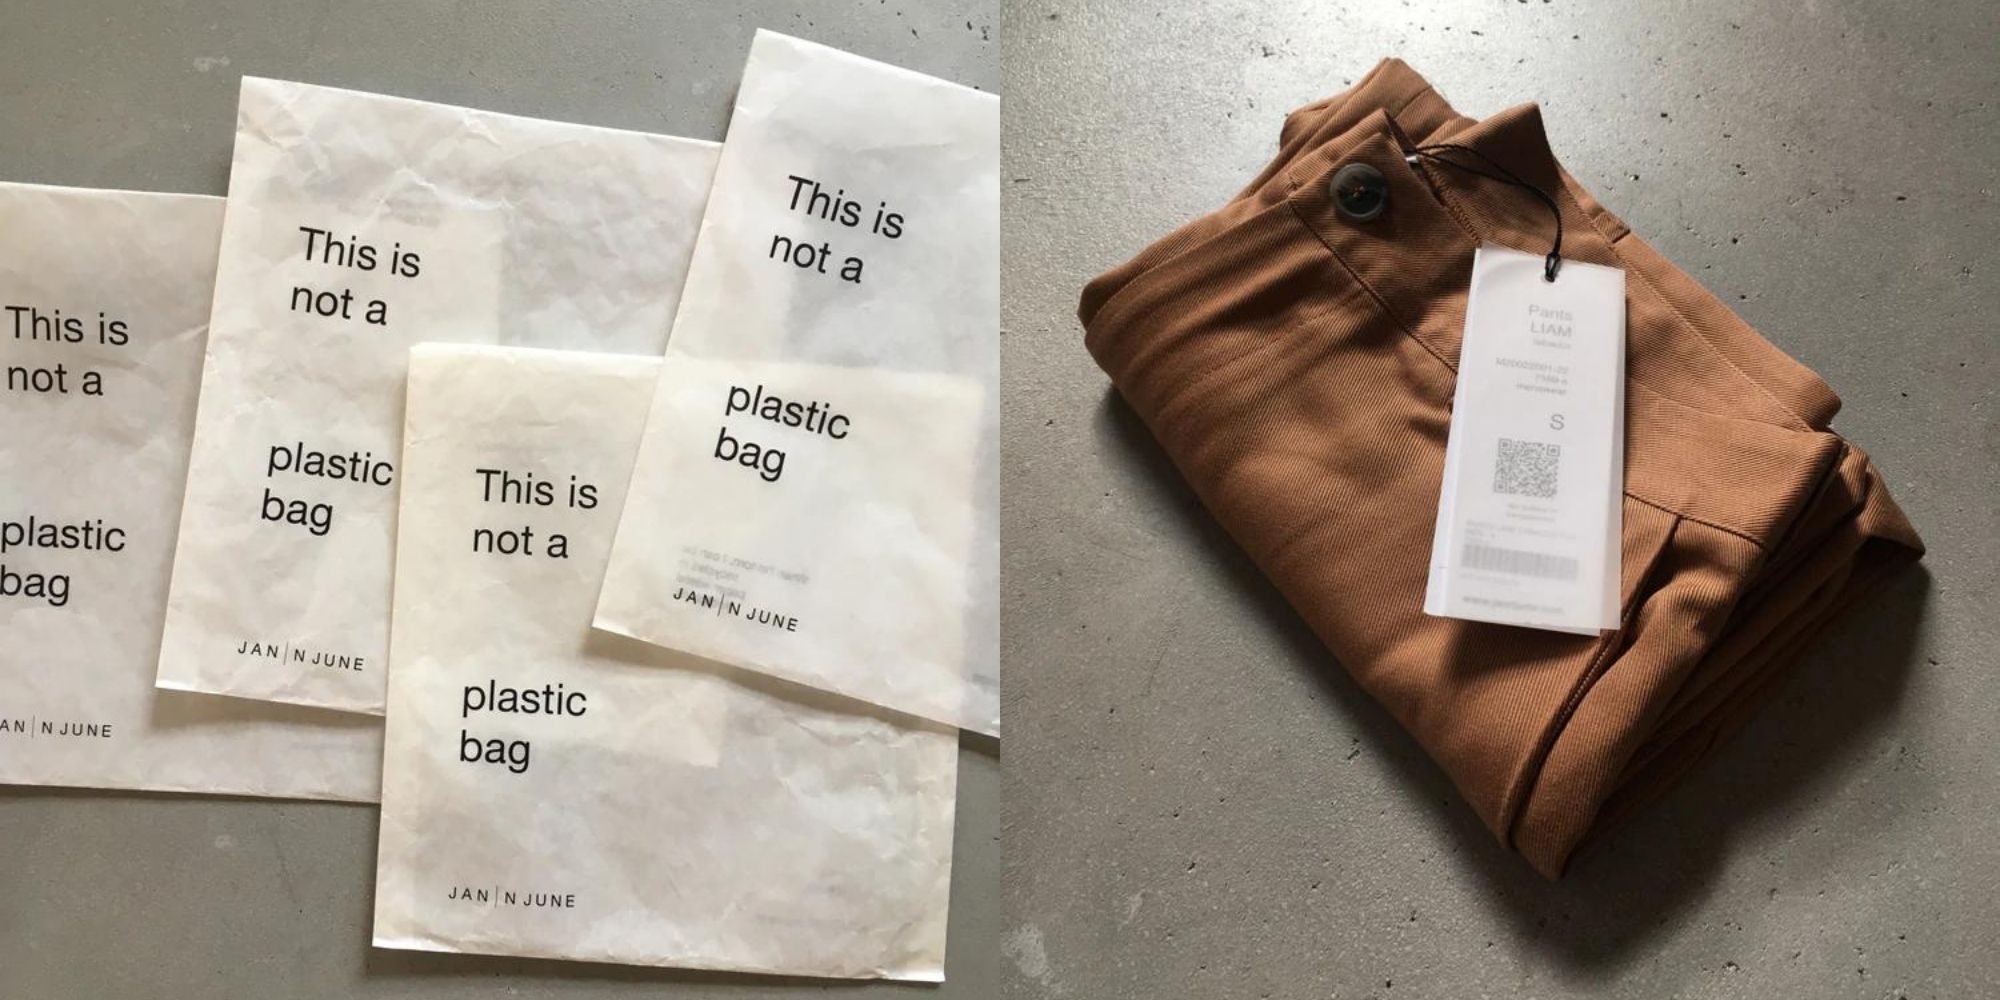 This is
not a
plastic
bag
AN|N JUNE
This is
not a
plastic
bag
JAN|N JUNE
This is
not a
plastic
bag
JAN|N JUNE
This is
not a
plastic
bag
JAN|N JUNE
Pants
LIAM
S